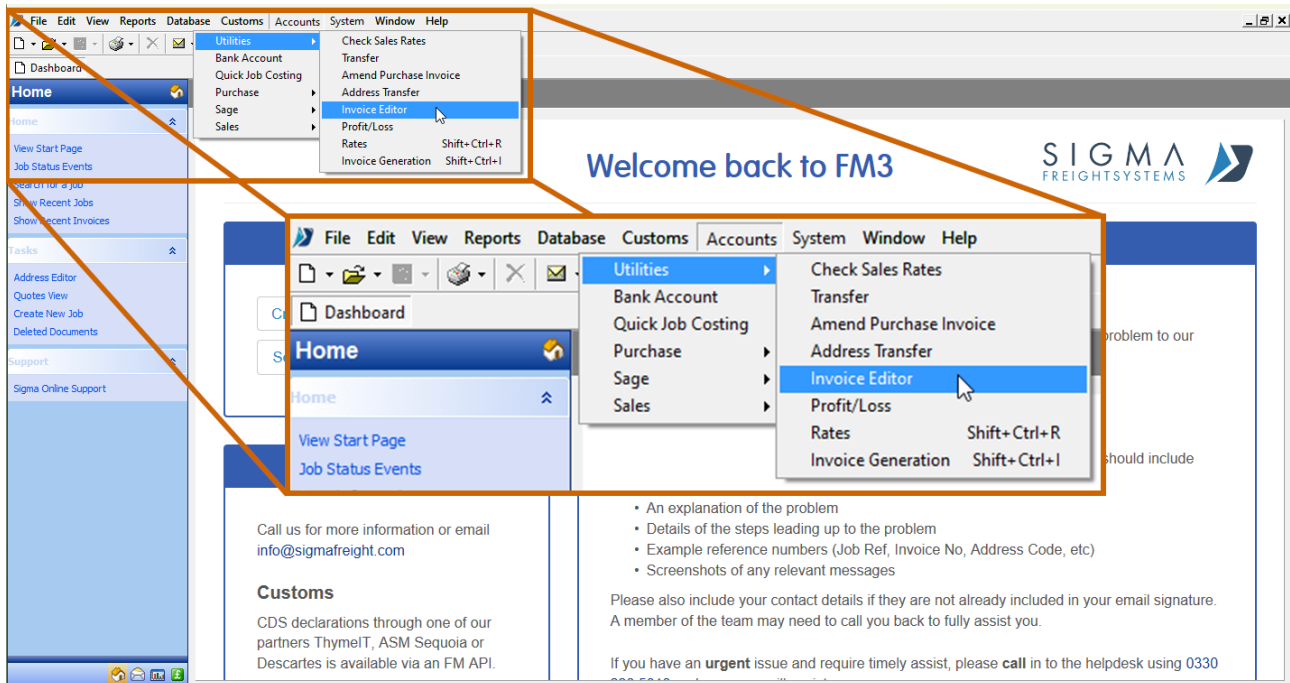 File Edit View Reports Database Customs Accounts System Window Help
Dashboard
Utilities
Bank Account
Quick Job Costing
Purchase
Sage
Sales
Check Sales Rates
Transfer
Amend Purchase Invoice
Address Transfer
Invoice Editor
Profit/Loss
Rates Shift+Ctrl+R
Invoice Generation Shift+Ctrl+I
Home
Home
View Start Page
Job Status Events
Search for a Job
Show Recent Jobs
Show Recent Invoices
Tasks
Address Editor
Quotes View
Create New Job
Deleted Documents
Support
Sigma Online Support
Welcome back to FM3
SIGMA
FREIGHTSYSTEMS
File Edit View Reports Database Customs Accounts System Window Help
Dashboard
Utilities
Bank Account
Quick Job Costing
Purchase
Sage
Sales
Check Sales Rates
Transfer
Amend Purchase Invoice
Address Transfer
Invoice Editor
Profit/Loss
Rates Shift+Ctrl+R
Invoice Generation Shift+Ctrl+I
Home
Home
View Start Page
Job Status Events
problem to our
should include
• An explanation of the problem
• Details of the steps leading up to the problem
• Example reference numbers (Job Ref, Invoice No, Address Code, etc)
• Screenshots of any relevant messages
Please also include your contact details if they are not already included in your email signature.
A member of the team may need to call you back to fully assist you.
If you have an urgent issue and require timely assist, please call in to the helpdesk using 0330
Call us for more information or email
info@sigmafreight.com
Customs
CDS declarations through one of our
partners ThymeIT, ASM Sequoia or
Descartes is available via an FM API.